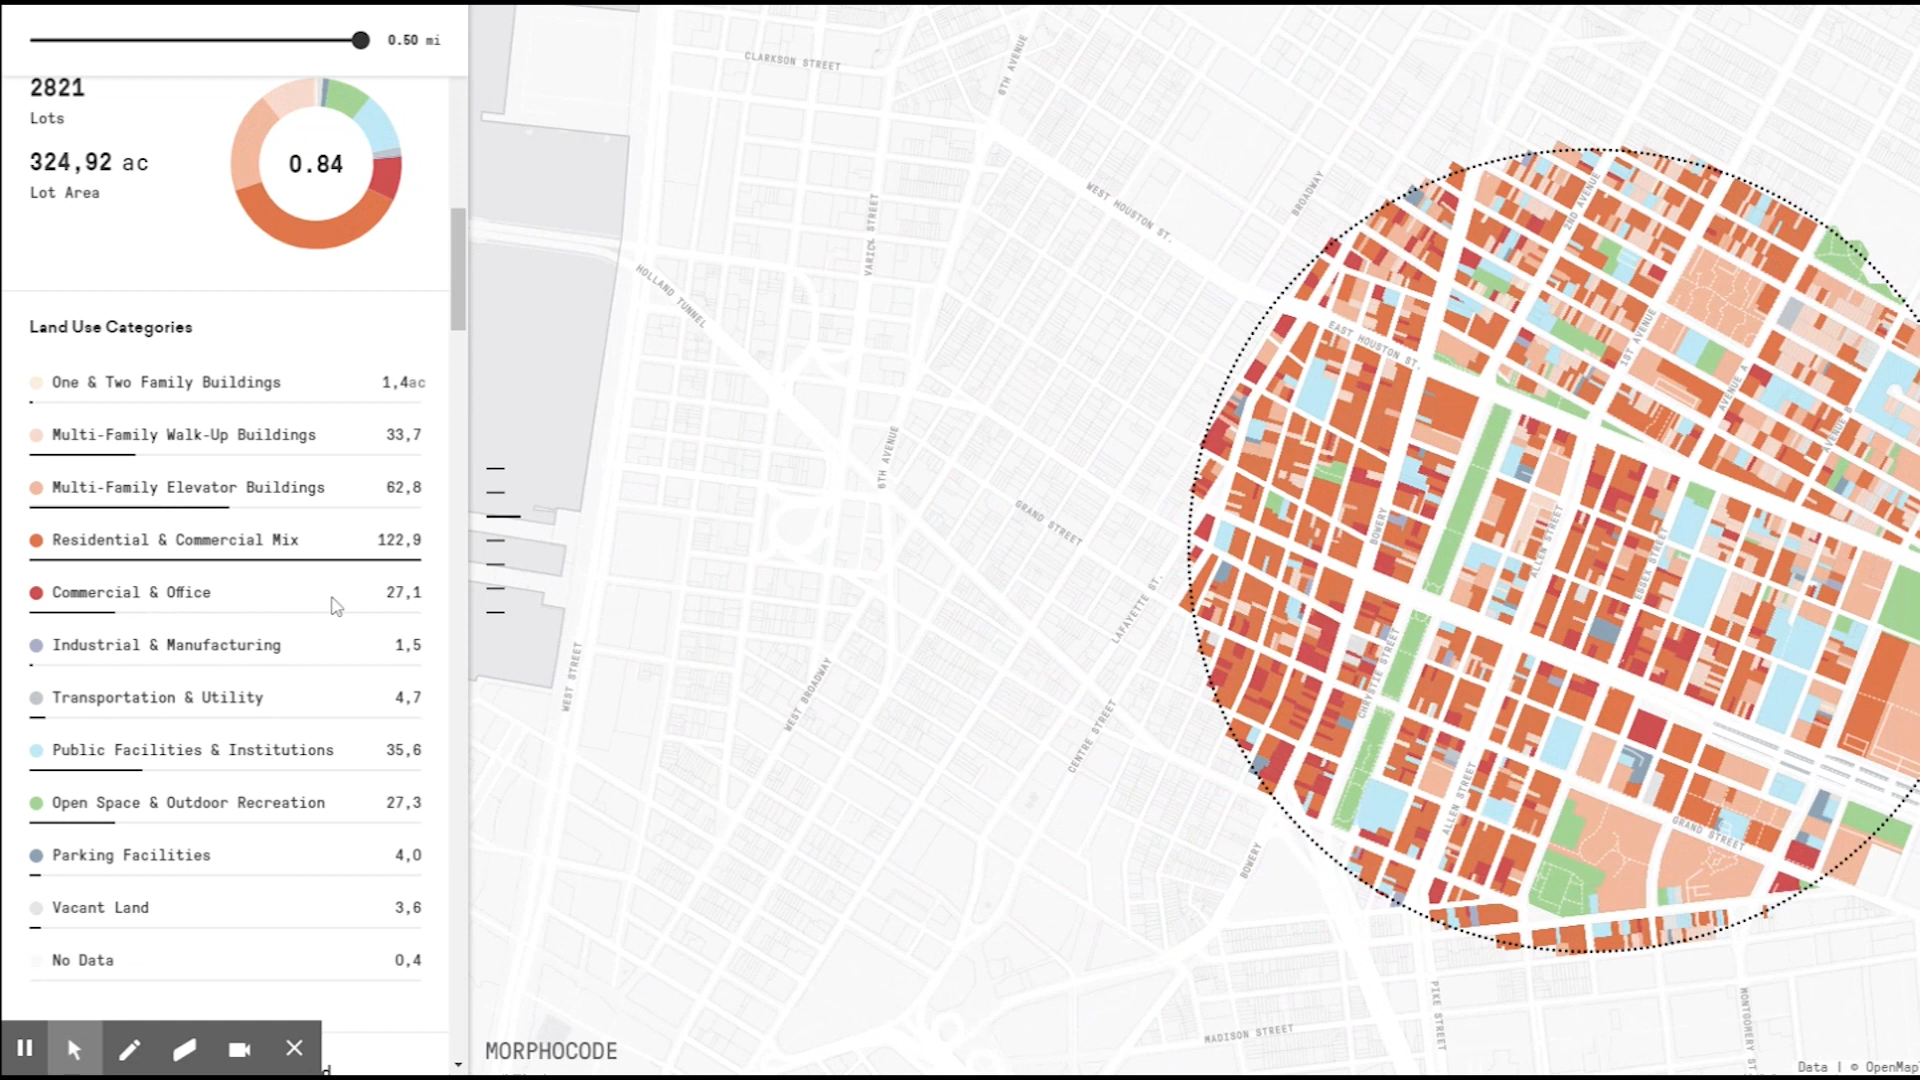 0.50 mi
2821
Lots
324,92 ac
Lot Area
0.84
Land Use Categories
One & Two Family Buildings 1,4ac
Multi-Family Walk-Up Buildings 33,7
Multi-Family Elevator Buildings 62,8
Residential & Commercial Mix 122,9
Commercial & Office 27,1
Industrial & Manufacturing 1,5
Transportation & Utility 4,7
Public Facilities & Institutions 35,6
Open Space & Outdoor Recreation 27,3
Parking Facilities 4,0
Vacant Land 3,6
No Data 0,4
CLARKSON STREET
6TH AVENUE
WEST HOUSTON ST.
BROADWAY
VARICK STREET
HOLLAND TUNNEL
2ND AVENUE
EAST HOUSTON ST.
1ST AVENUE
AVENUE A
AVENUE B
6TH AVENUE
GRAND STREET
BOWERY
ALLEN STREET
ESSEX STREET
LAFAYETTE ST.
WEST STREET
WEST BROADWAY
CHRYSTIE STREET
CENTRE STREET
ALLEN STREET
GRAND STREET
BOWERY
PIKE STREET
MADISON STREET
MONTGOMERY ST
MORPHOCODE
Data | © OpenMap